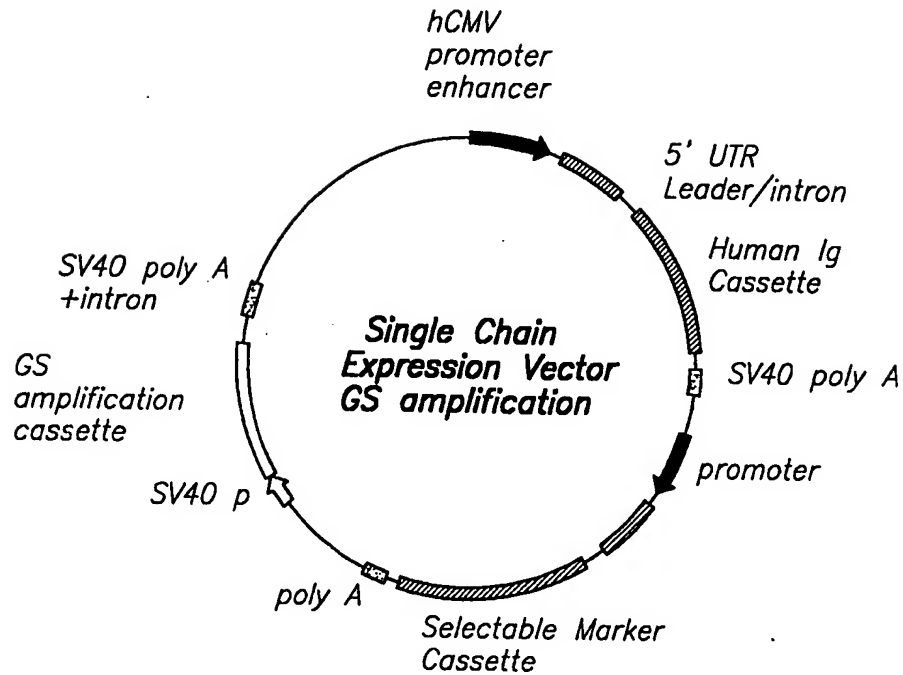 hCMV
promoter
enhancer
5' UTR
Leader/intron
Human Ig
Cassette
SV40 poly A
+intron
Single Chain
Expression Vector
GS amplification
GS
amplification
cassette
SV40 poly A
promoter
SV40 p
poly A
Selectable Marker
Cassette